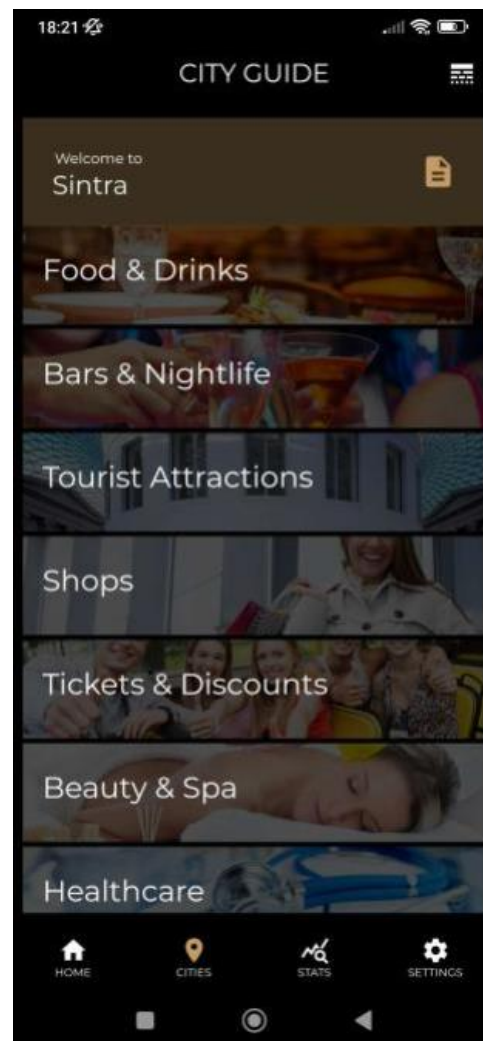 18:21
CITY GUIDE
Welcome to
Sintra
Food & Drinks
Bars & Nightlife
Tourist Attractions
Shops
Tickets & Discounts
Beauty & Spa
Healthcare
HOME CITIES STATS SETTINGS